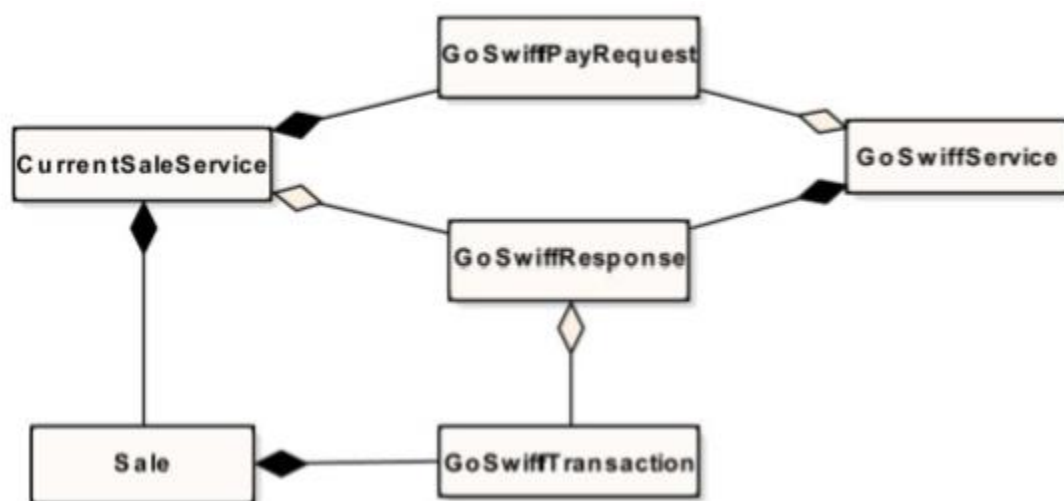 GoSwiffPayRequest
CurrentSaleService
GoSwiffService
GoSwiffResponse
Sale
GoSwiffTransaction